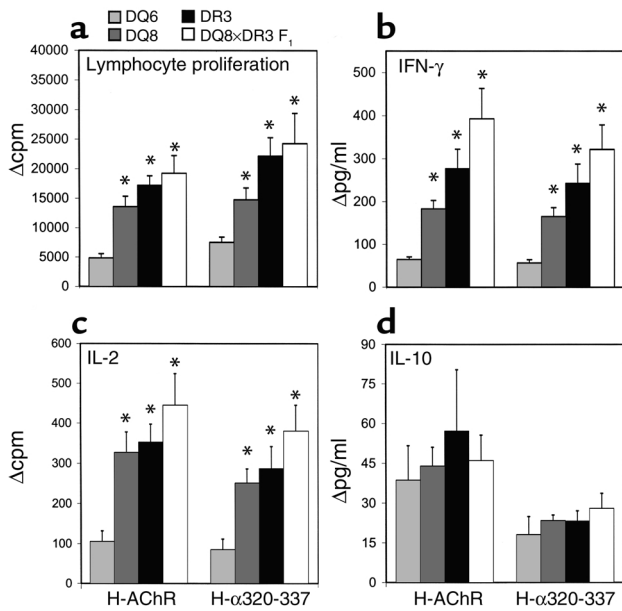 DQ6 DR3
DQ8 DQ8×DR3 F1
a
Lymphocyte proliferation
Δcpm
40000
35000
30000
25000
20000
15000
10000
5000
0
* * *
* * *
b
IFN-γ
Δpg/ml
500
400
300
200
100
0
* * *
* * *
c
IL-2
Δcpm
600
500
400
300
200
100
0
* * *
* * *
H-AChR H-α320-337
d
IL-10
Δpg/ml
90
75
60
45
30
15
0
H-AChR H-α320-337